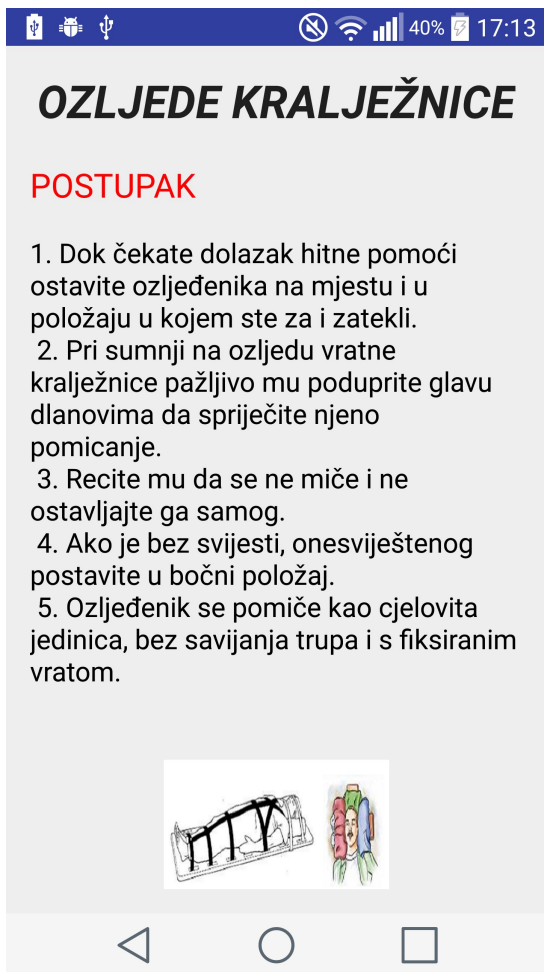 40% 17:13
OZLJEDE KRALJEŽNICE
POSTUPAK
1. Dok čekate dolazak hitne pomoći
ostavite ozljeđenika na mjestu i u
položaju u kojem ste za i zatekli.
2. Pri sumnji na ozljedu vratne
kralježnice pažljivo mu poduprite glavu
dlanovima da spriječite njeno
pomicanje.
3. Recite mu da se ne miče i ne
ostavljajte ga samog.
4. Ako je bez svijesti, onesviještenog
postavite u bočni položaj.
5. Ozljeđenik se pomiče kao cjelovita
jedinica, bez savijanja trupa i s fiksiranim
vratom.